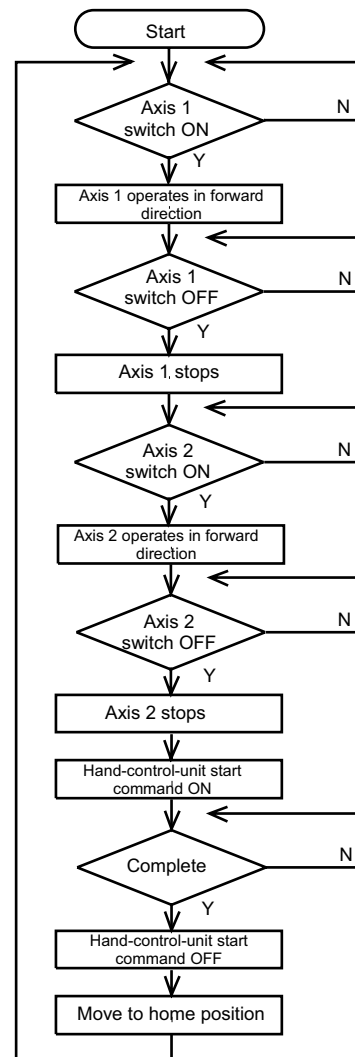 Start
Axis 1
switch ON
N
Y
Axis 1 operates in forward
direction
Axis 1
switch OFF
N
Y
Axis 1 stops
Axis 2
switch ON
N
Y
Axis 2 operates in forward
direction
Axis 2
switch OFF
N
Y
Axis 2 stops
Hand-control-unit start
command ON
Complete
N
Y
Hand-control-unit start
command OFF
Move to home position